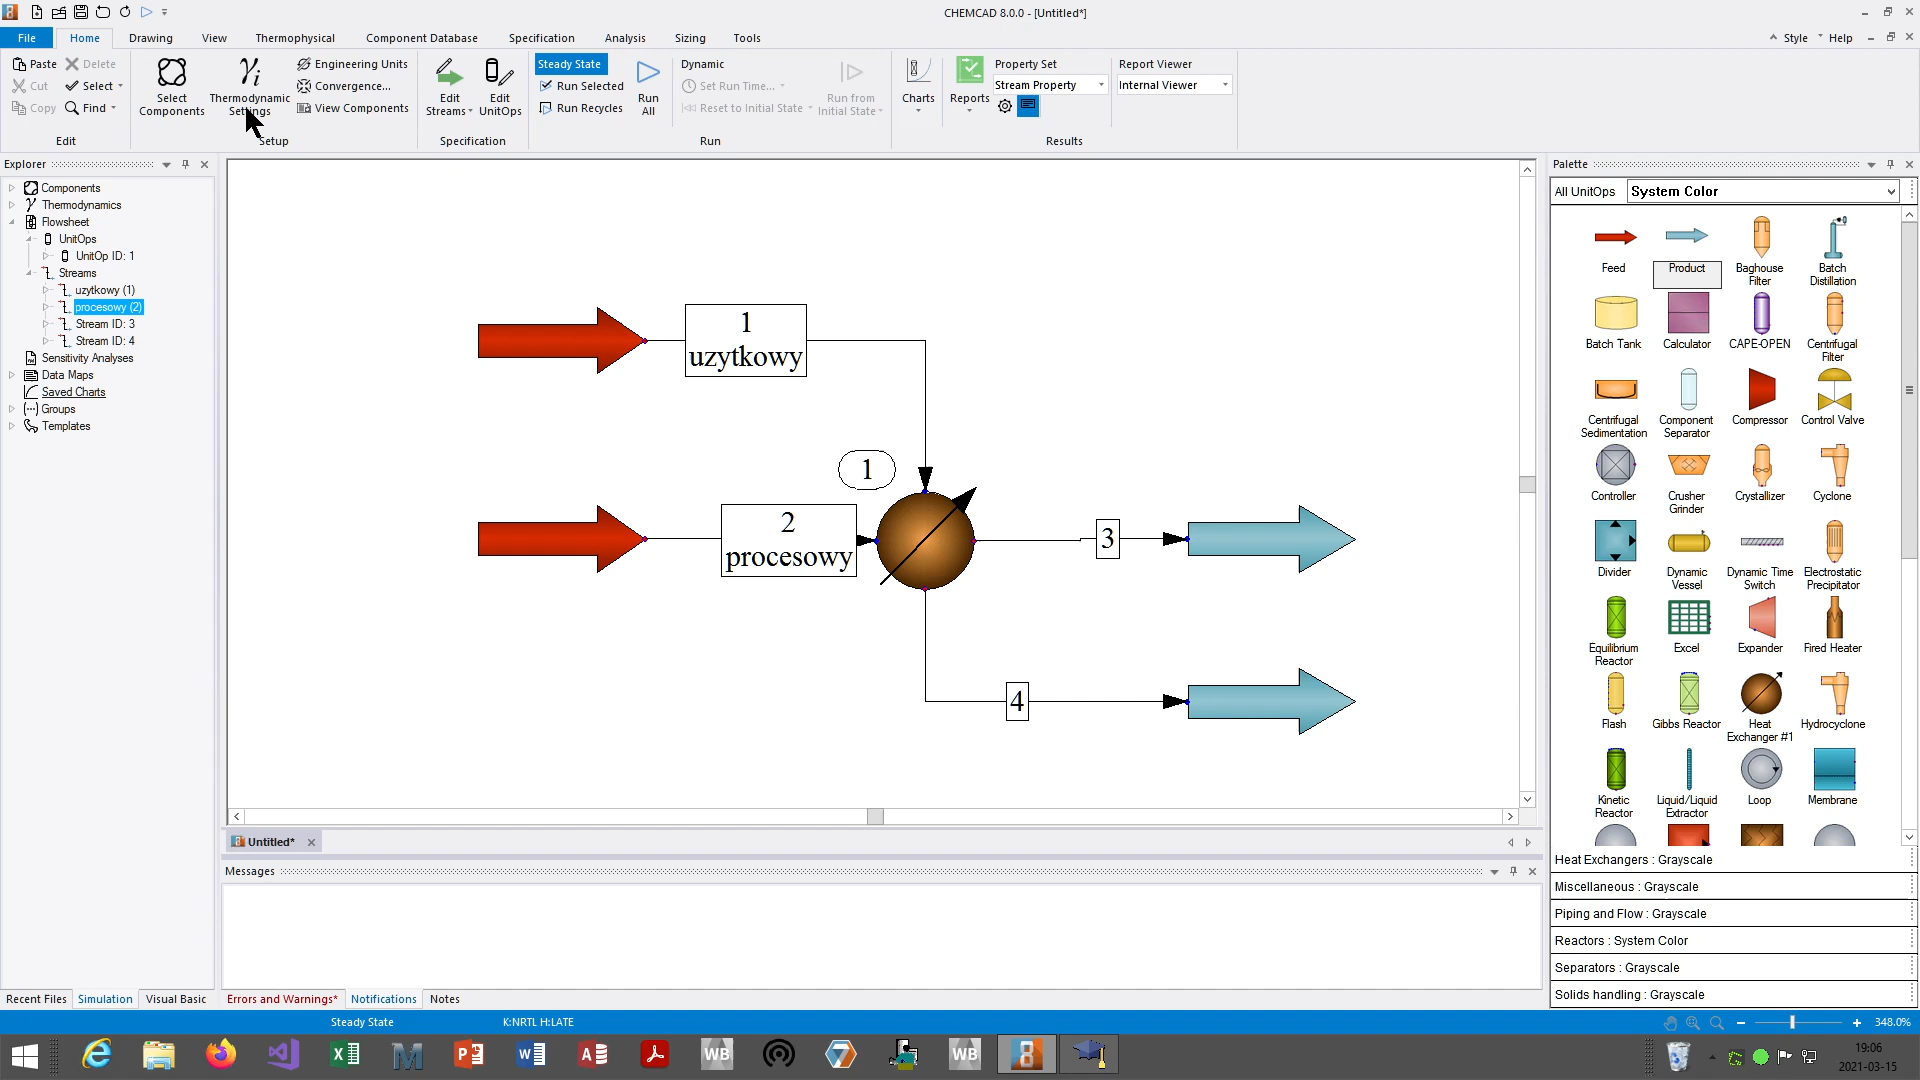 CHEMCAD 8.0.0 - [Untitled*]
File Home Drawing View Thermophysical Component Database Specification Analysis Sizing Tools Style Help
Paste Delete Cut Select Copy Find Edit
Select Components
Thermodynamic Settings
Engineering Units
Convergence...
View Components
Setup
Edit Streams
Edit UnitOps
Specification
Steady State
Run Selected
Run Recycles
Run All
Dynamic
Set Run Time...
Reset to Initial State
Run from Initial State
Run
Charts
Reports
Property Set
Stream Property
Report Viewer
Internal Viewer
Results
Explorer
Components
Thermodynamics
Flowsheet
UnitOps
UnitOp ID: 1
Streams
uzytkowy (1)
procesowy (2)
Stream ID: 3
Stream ID: 4
Sensitivity Analyses
Data Maps
Saved Charts
Groups
Templates
Recent Files Simulation Visual Basic
1
uzytkowy
1
2
procesowy
3
4
Untitled*
Messages
Errors and Warnings* Notifications Notes
Palette
All UnitOps System Color
Feed Product Baghouse Filter Batch Distillation
Batch Tank Calculator CAPE-OPEN Centrifugal Filter
Centrifugal Sedimentation Component Separator Compressor Control Valve
Controller Crusher Grinder Crystallizer Cyclone
Divider Dynamic Vessel Dynamic Time Switch Electrostatic Precipitator
Equilibrium Reactor Excel Expander Fired Heater
Flash Gibbs Reactor Heat Exchanger #1 Hydrocyclone
Kinetic Reactor Liquid/Liquid Extractor Loop Membrane
Heat Exchangers : Grayscale
Miscellaneous : Grayscale
Piping and Flow : Grayscale
Reactors : System Color
Separators : Grayscale
Solids handling : Grayscale
Steady State K:NRTL H:LATE 348.0%
WB WB
19:06
2021-03-15